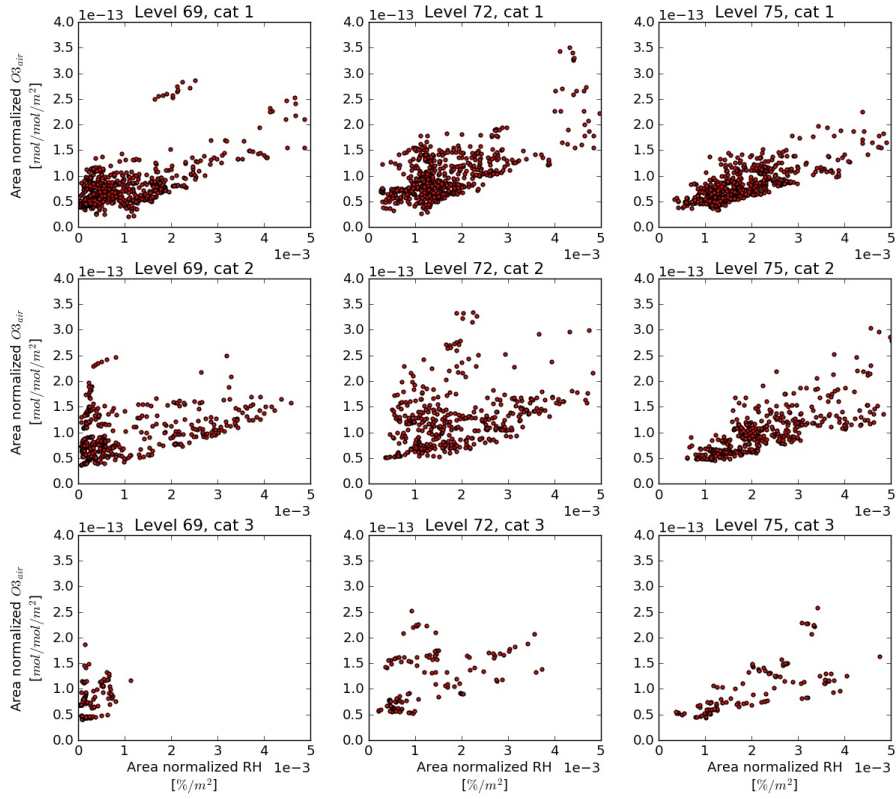 1e−13 Level 69, cat 1
1e−13 Level 72, cat 1
1e−13 Level 75, cat 1
4.0
3.5
3.0
2.5
2.0
1.5
1.0
0.5
0.0
4.0
3.5
3.0
2.5
2.0
1.5
1.0
0.5
0.0
4.0
3.5
3.0
2.5
2.0
1.5
1.0
0.5
0.0
Area normalized O3air
[mol/mol/m²]
0 1 2 3 4 5
1e−3
0 1 2 3 4 5
1e−3
0 1 2 3 4 5
1e−3
1e−13 Level 69, cat 2
1e−13 Level 72, cat 2
1e−13 Level 75, cat 2
4.0
3.5
3.0
2.5
2.0
1.5
1.0
0.5
0.0
4.0
3.5
3.0
2.5
2.0
1.5
1.0
0.5
0.0
4.0
3.5
3.0
2.5
2.0
1.5
1.0
0.5
0.0
Area normalized O3air
[mol/mol/m²]
0 1 2 3 4 5
1e−3
0 1 2 3 4 5
1e−3
0 1 2 3 4 5
1e−3
1e−13 Level 69, cat 3
1e−13 Level 72, cat 3
1e−13 Level 75, cat 3
4.0
3.5
3.0
2.5
2.0
1.5
1.0
0.5
0.0
4.0
3.5
3.0
2.5
2.0
1.5
1.0
0.5
0.0
4.0
3.5
3.0
2.5
2.0
1.5
1.0
0.5
0.0
Area normalized O3air
[mol/mol/m²]
0 1 2 3 4 5
Area normalized RH 1e−3
[%/m²]
0 1 2 3 4 5
Area normalized RH 1e−3
[%/m²]
0 1 2 3 4 5
Area normalized RH 1e−3
[%/m²]